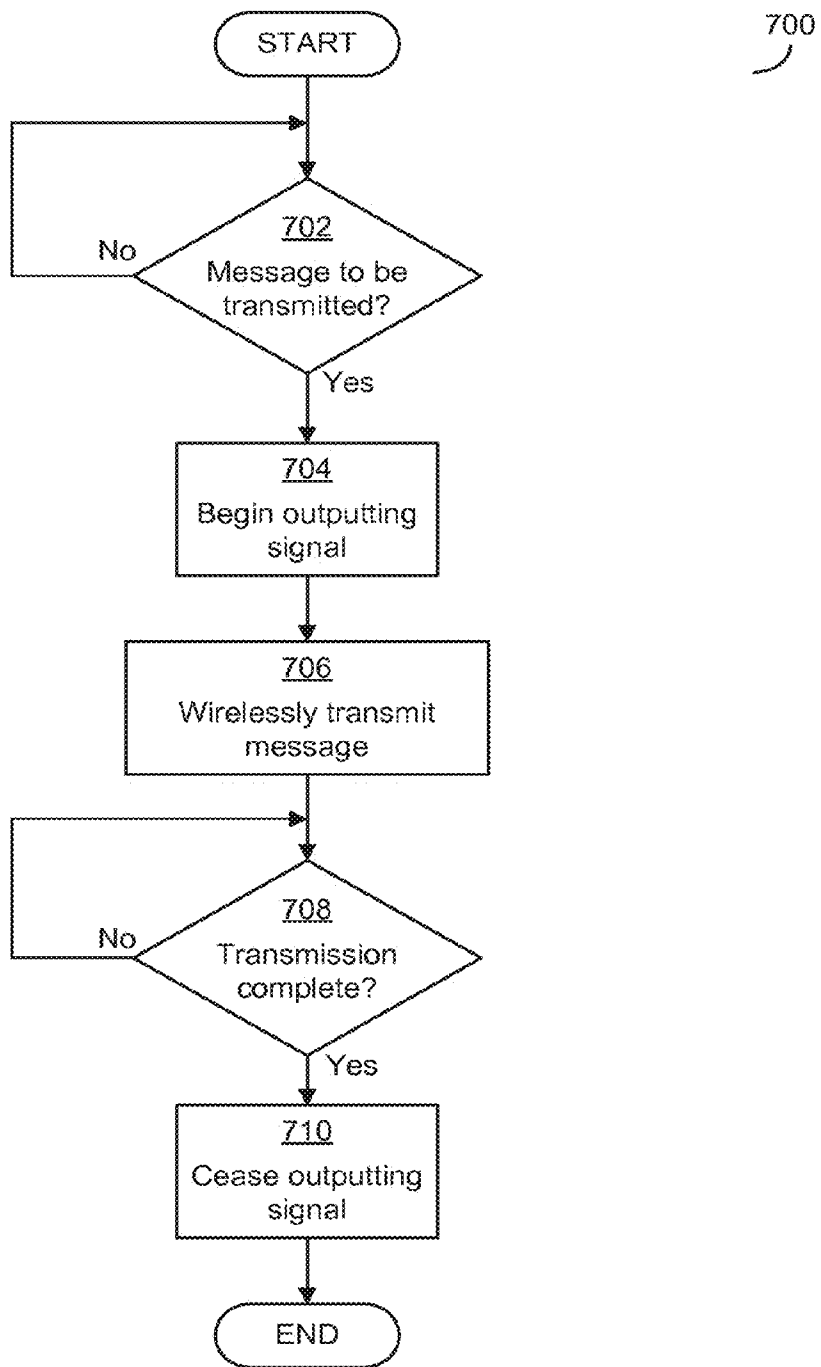 START
700
702
Message to be
transmitted?
No
Yes
704
Begin outputting
signal
706
Wirelessly transmit
message
708
Transmission
complete?
No
Yes
710
Cease outputting
signal
END